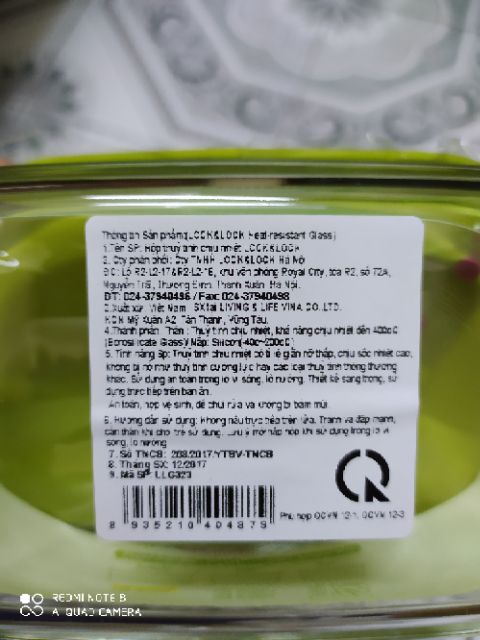 Thông tin Sản phẩm(LOCK&LOCK Heat-resistant Glass)
1.Tên SP: Hộp thuỷ tinh chịu nhiệt LOCK&LOCK
2. Cty phân phối: Cty TNHH LOCK&LOCK Hà Nội
ĐC: Lô R2-L2-17&R2-L2-18, khu văn phòng Royal City, tòa R2, số 72A,
Nguyễn Trãi, Thượng Đình, Thanh Xuân, Hà Nội.
ĐT: 024-37940496 / Fax: 024-37940498
3.Xuất xứ: Việt Nam SXtại LIVING & LIFE VINA CO.,LTD.
KCN Mỹ Xuân A2, Tân Thành, Vũng Tàu.
4.Thành phần: Thân : Thuỷ tinh chịu nhiệt, khả năng chịu nhiệt đến 400oC
(Borosilicate Glass)/Nắp: Silicon(-40c~200oC)
5. Tính năng Sp: Thuỷ tinh chịu nhiệt có tỉ lệ giãn nở thấp, chịu sốc nhiệt cao,
không bị nổ như thủy tinh cường lực hay các loại thuỷ tinh thông thường
khác. Sử dụng an toàn trong lò vi sóng, lò nướng. Thiết kế sang trọng, sử
dụng trực tiếp trên bàn ăn.
An toàn, hợp vệ sinh, dễ chùi rửa và không bị bám mùi.
6. Hướng dẫn sử dụng: Không nấu trực tiếp trên lửa. Tránh va đập mạnh,
cẩn thận khi cho trẻ sử dụng. Lưu ý mở nắp hộp khi sử dụng trong lò vi
sóng, lò nướng
7. Số TNCB: 208/2017/YTBV-TNCB
8. Tháng SX: 12/2017
9. Mã SP: LLG323
8 935210 404879
Phù hợp QCVN 12-1, QCVN 12-3
REDMI NOTE 8
AI QUAD CAMERA